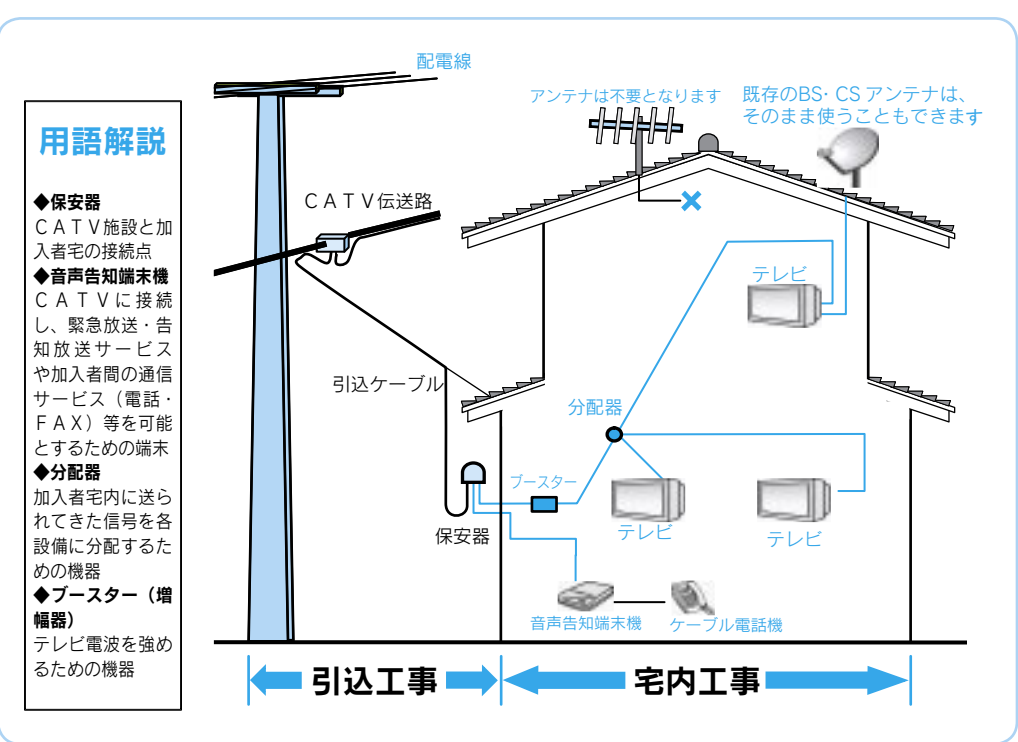 配電線
アンテナは不要となります
既存のBS・CS アンテナは、
そのまま使うこともできます
用語解説
◆保安器
ＣＡＴＶ施設と加
入者宅の接続点
◆音声告知端末機
ＣＡＴＶに接続
し、緊急放送・告
知放送サービス
や加入者間の通信
サービス（電話・
ＦＡＸ）等を可能
とするための端末
◆分配器
加入者宅内に送ら
れてきた信号を各
設備に分配するた
めの機器
◆ブースター（増
幅器）
テレビ電波を強め
るための機器
ＣＡＴＶ伝送路
テレビ
引込ケーブル
分配器
ブースター
保安器
テレビ
テレビ
音声告知端末機
ケーブル電話機
引込工事
宅内工事